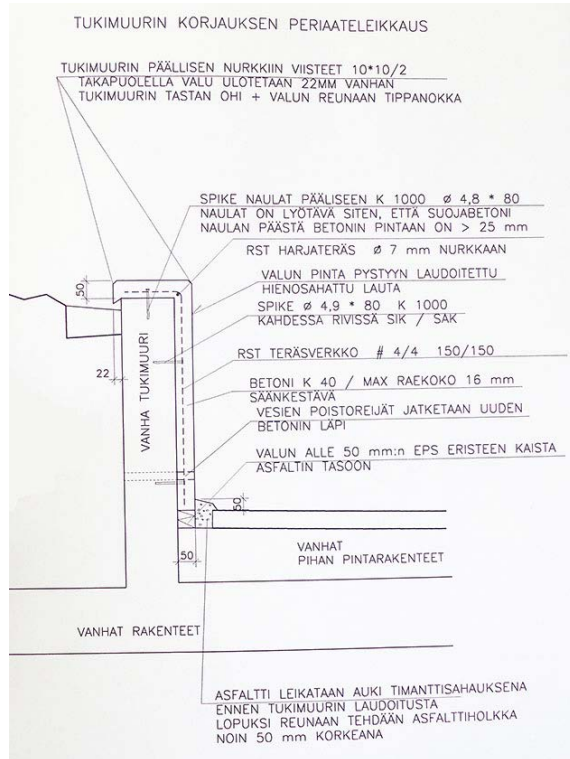 TUKIMUURIN KORJAUKSEN PERIAATELEIKKAUS
TUKIMUURIN PÄÄLLISEN NURKKIIN VIISTEET 10*10/2
TAKAPUOLELLA VALU ULOTETAAN 22MM VANHAN
TUKIMUURIN TASTAN OHI + VALUN REUNAAN TIPPANOKKA
SPIKE NAULAT PÄÄLISEEN K 1000 Ø 4,8 * 80
NAULAT ON LYÖTÄVÄ SITEN, ETTÄ SUOJABETONI
NAULAN PÄÄSTÄ BETONIN PINTAAN ON > 25 mm
RST HARJATERÄS Ø 7 mm NURKKAAN
VALUN PINTA PYSTYYN LAUDOITETTU
HIENOSAHATTU LAUTA
50
SPIKE Ø 4,9 * 80 K 1000
KAHDESSA RIVISSÄ SIK / SAK
22
VANHA TUKIMUURI
RST TERÄSVERKKO # 4/4 150/150
BETONI K 40 / MAX RAEKOKO 16 mm
SÄÄNKESTÄVÄ
VESIEN POISTOREIJÄT JATKETAAN UUDEN
BETONIN LÄPI
VALUN ALLE 50 mm:n EPS ERISTEEN KAISTA
ASFALTIN TASOON
50
50
VANHAT
PIHAN PINTARAKENTEET
VANHAT RAKENTEET
ASFALTTI LEIKATAAN AUKI TIMANTTISAHAUKSENA
ENNEN TUKIMUURIN LAUDOITUSTA
LOPUKSI REUNAAN TEHDÄÄN ASFALTTIHOLKKA
NOIN 50 mm KORKEANA